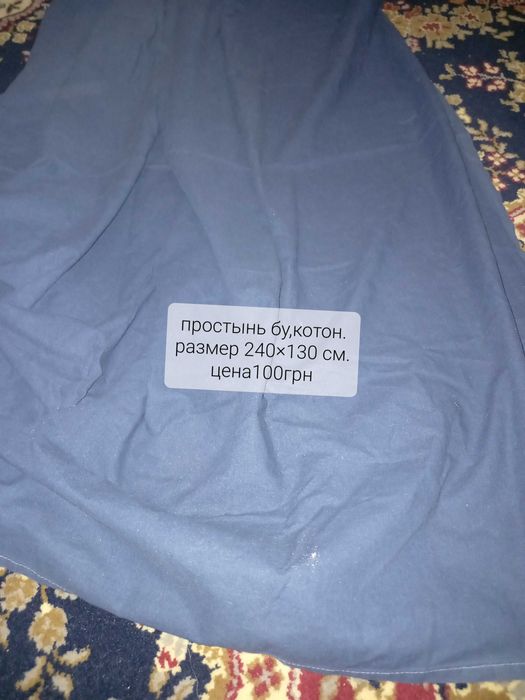 простынь бу,котон.
размер 240×130 см.
цена100грн